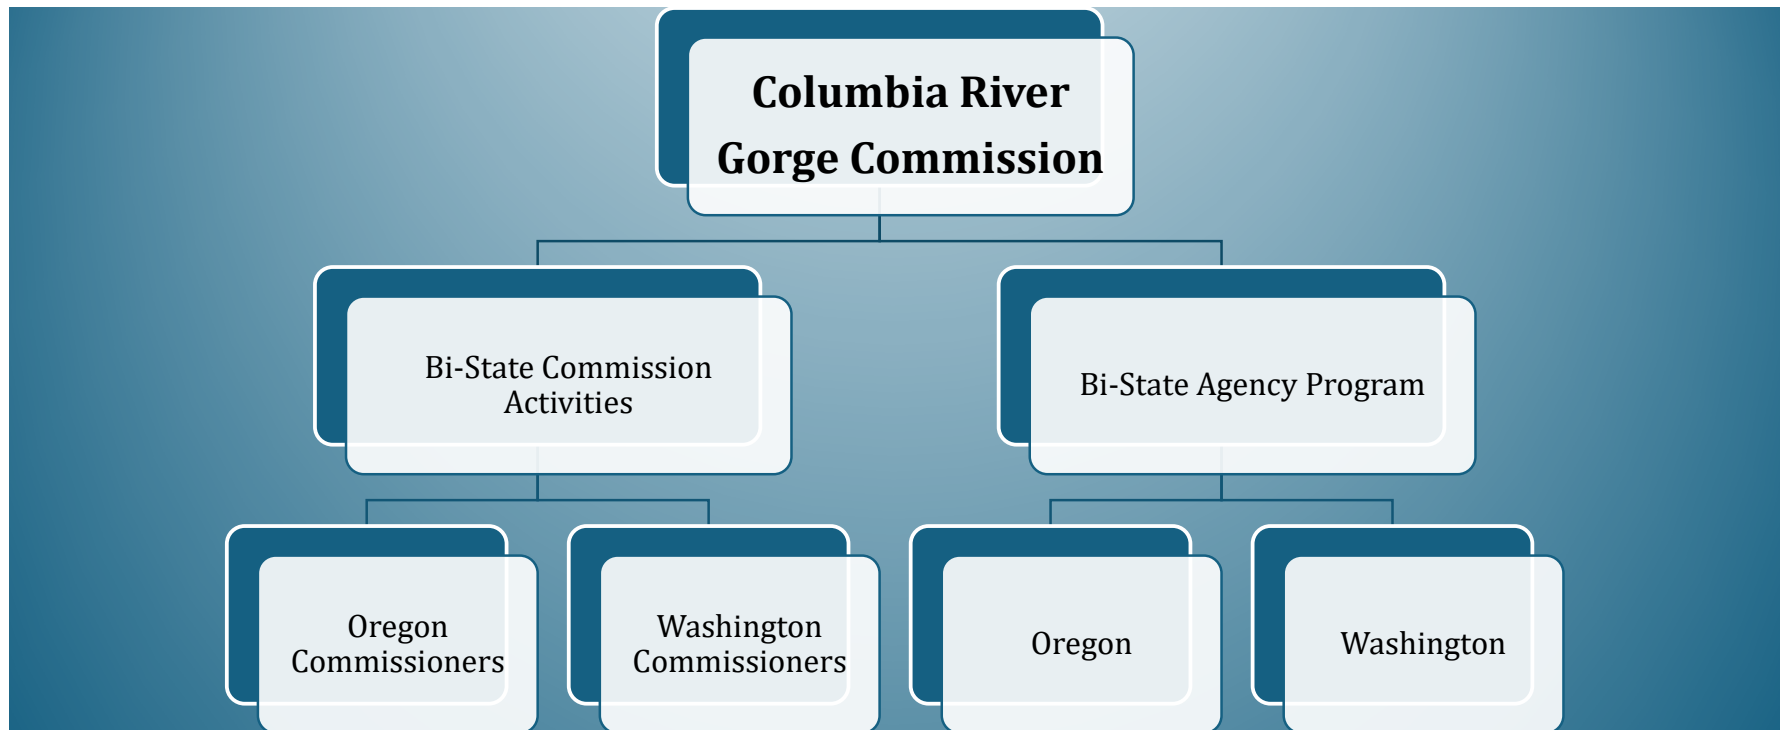 Columbia River
Gorge Commission
Bi-State Commission
Activities
Bi-State Agency Program
Oregon
Commissioners
Washington
Commissioners
Oregon
Washington